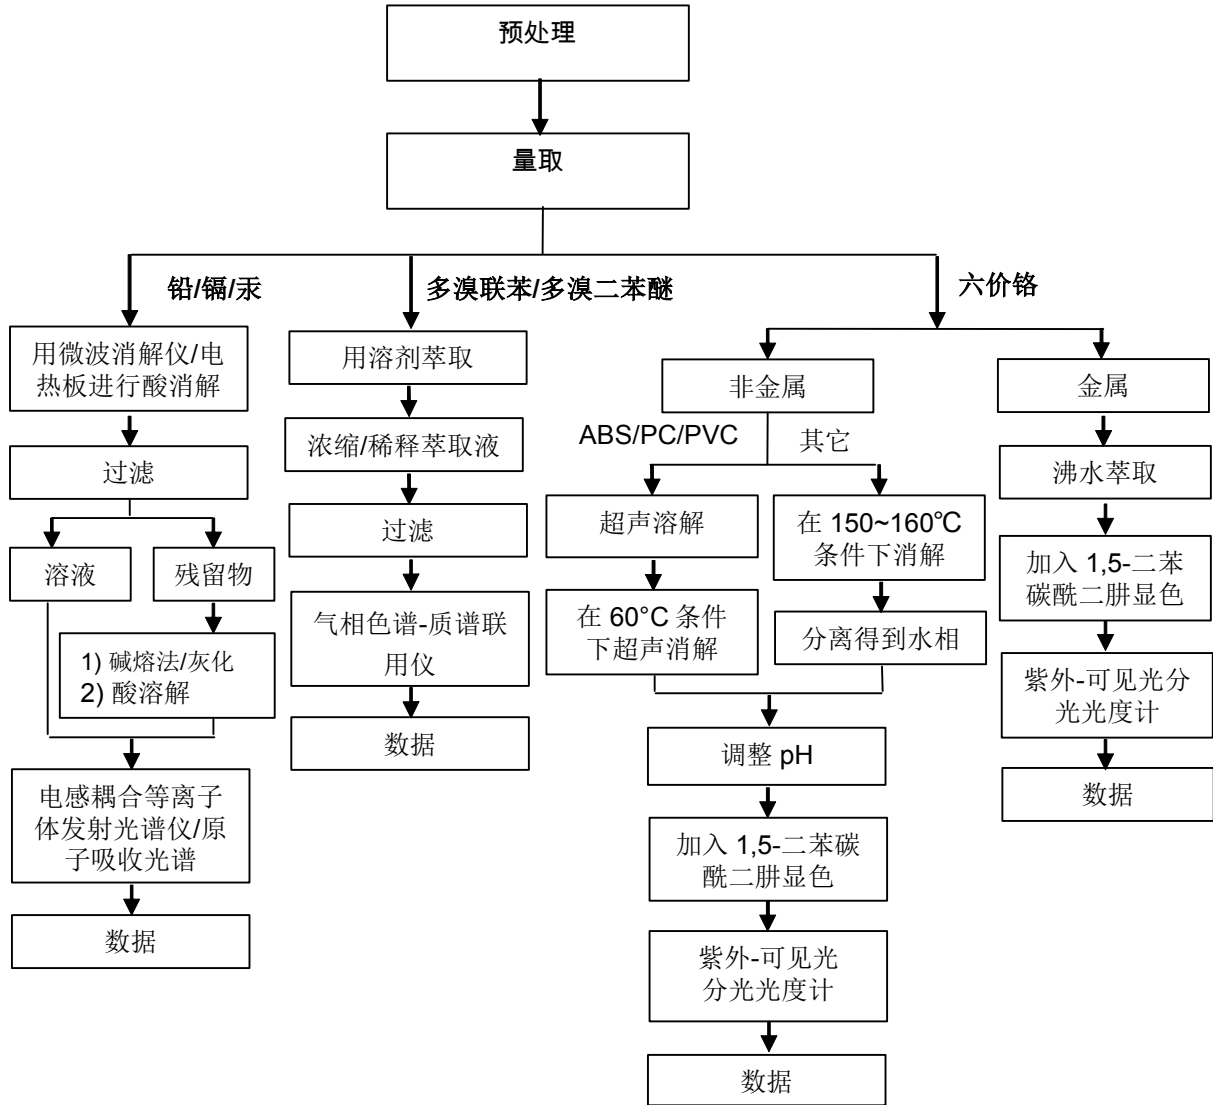 预处理
量取
铅/镉/汞
多溴联苯/多溴二苯醚
六价铬
用微波消解仪/电
热板进行酸消解
过滤
溶液
残留物
1) 碱熔法/灰化
2) 酸溶解
电感耦合等离子
体发射光谱仪/原
子吸收光谱
数据
用溶剂萃取
浓缩/稀释萃取液
过滤
气相色谱-质谱联
用仪
数据
非金属
ABS/PC/PVC
其它
超声溶解
在 60°C 条件
下超声消解
在 150~160℃
条件下消解
分离得到水相
调整 pH
加入 1,5-二苯碳
酰二肼显色
紫外-可见光
分光光度计
数据
金属
沸水萃取
加入 1,5-二苯
碳酰二肼显色
紫外-可见光分
光光度计
数据